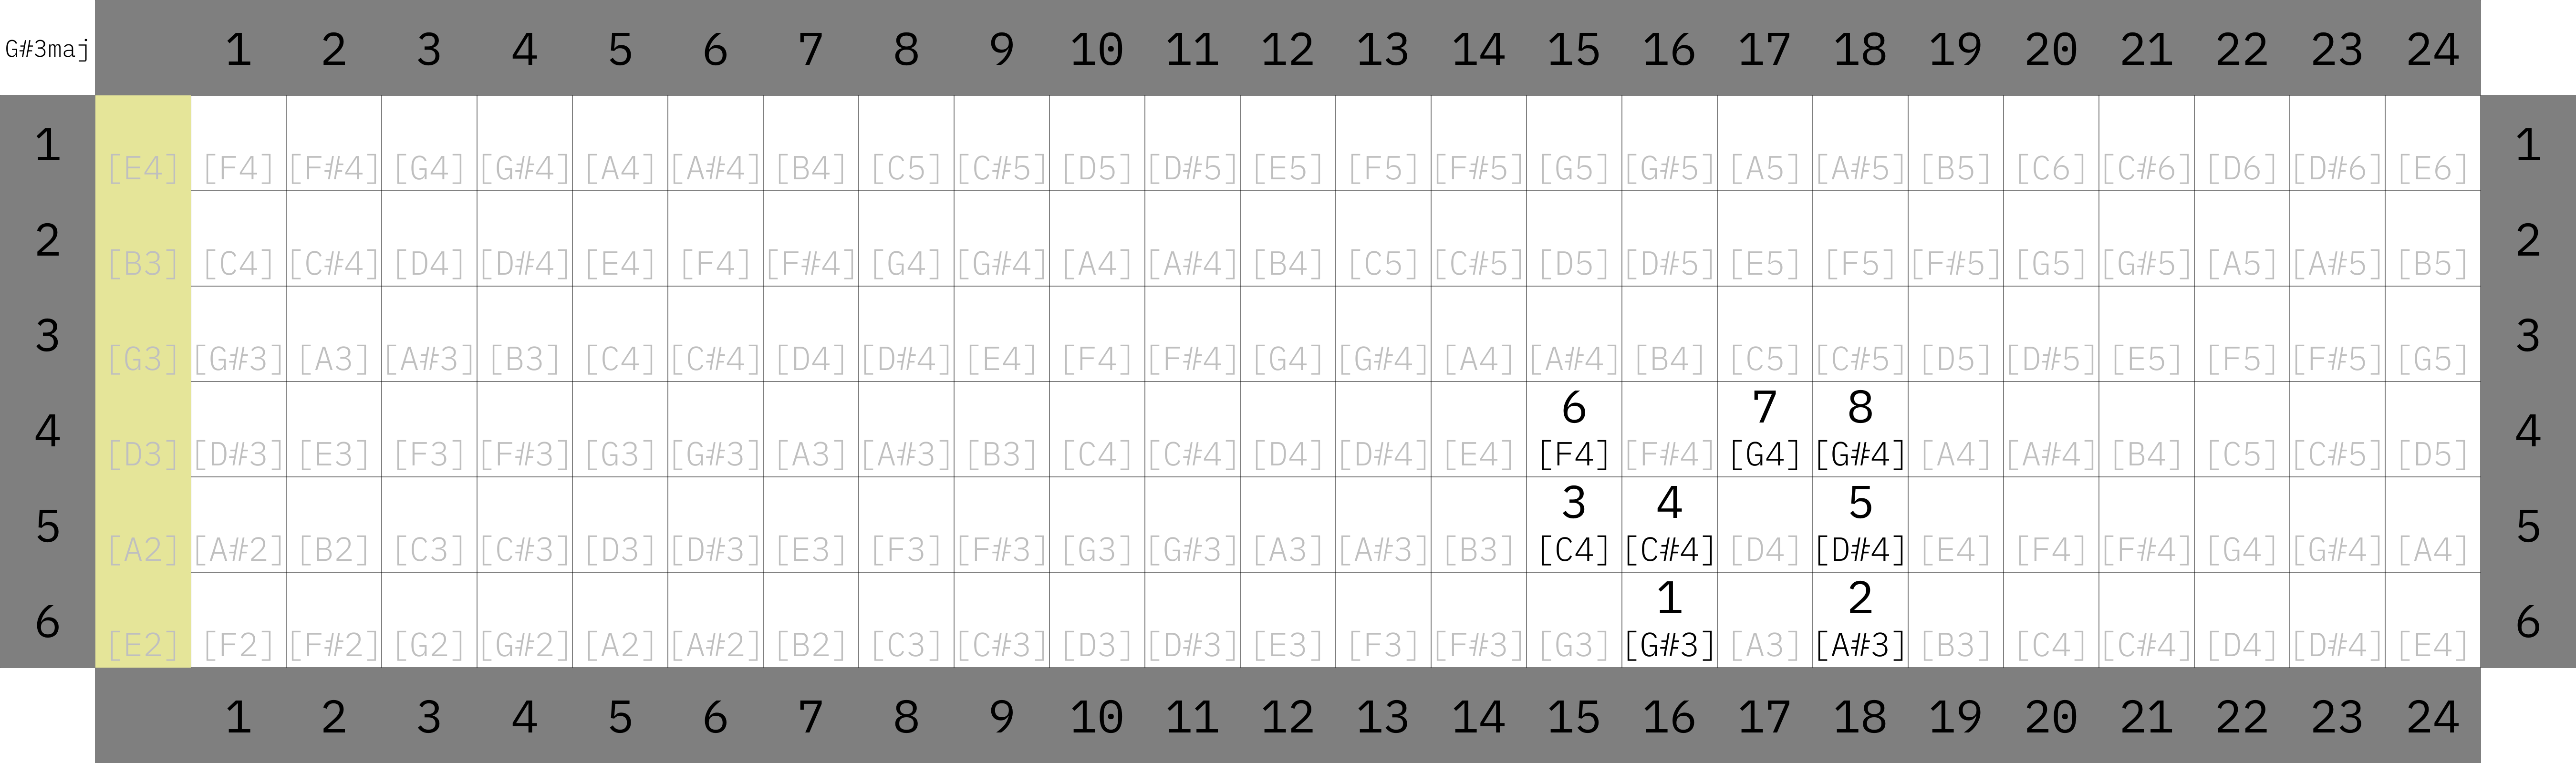 G#3maj 1 2 3 4 5 6 7 8 9 10 11 12 13 14 15 16 17 18 19 20 21 22 23 24
1 [E4] [F4] [F#4] [G4] [G#4] [A4] [A#4] [B4] [C5] [C#5] [D5] [D#5] [E5] [F5] [F#5] [G5] [G#5] [A5] [A#5] [B5] [C6] [C#6] [D6] [D#6] [E6] 1
2 [B3] [C4] [C#4] [D4] [D#4] [E4] [F4] [F#4] [G4] [G#4] [A4] [A#4] [B4] [C5] [C#5] [D5] [D#5] [E5] [F5] [F#5] [G5] [G#5] [A5] [A#5] [B5] 2
3 [G3] [G#3] [A3] [A#3] [B3] [C4] [C#4] [D4] [D#4] [E4] [F4] [F#4] [G4] [G#4] [A4] [A#4] [B4] [C5] [C#5] [D5] [D#5] [E5] [F5] [F#5] [G5] 3
6 7 8
4 [D3] [D#3] [E3] [F3] [F#3] [G3] [G#3] [A3] [A#3] [B3] [C4] [C#4] [D4] [D#4] [E4] [F4] [F#4] [G4] [G#4] [A4] [A#4] [B4] [C5] [C#5] [D5] 4
3 4 5
5 [A2] [A#2] [B2] [C3] [C#3] [D3] [D#3] [E3] [F3] [F#3] [G3] [G#3] [A3] [A#3] [B3] [C4] [C#4] [D4] [D#4] [E4] [F4] [F#4] [G4] [G#4] [A4] 5
1 2
6 [E2] [F2] [F#2] [G2] [G#2] [A2] [A#2] [B2] [C3] [C#3] [D3] [D#3] [E3] [F3] [F#3] [G3] [G#3] [A3] [A#3] [B3] [C4] [C#4] [D4] [D#4] [E4] 6
1 2 3 4 5 6 7 8 9 10 11 12 13 14 15 16 17 18 19 20 21 22 23 24